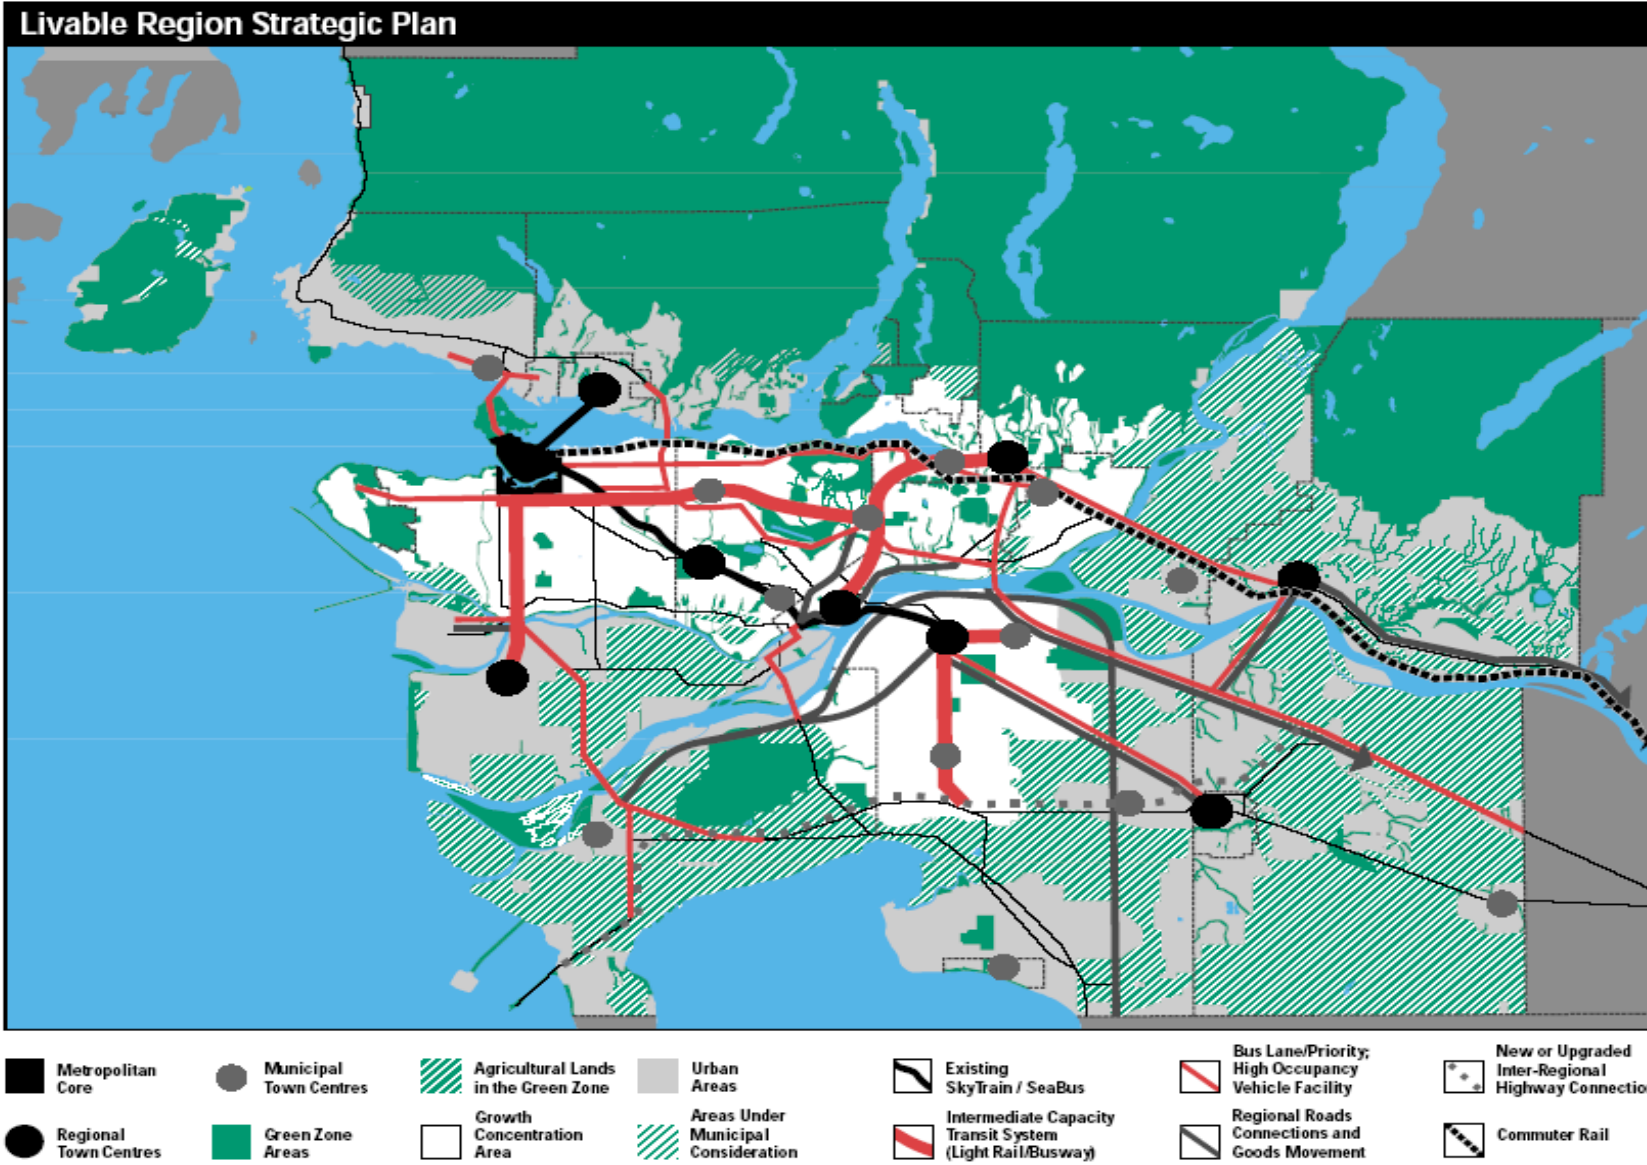 Livable Region Strategic Plan
Metropolitan
Core
Municipal
Town Centres
Agricultural Lands
in the Green Zone
Urban
Areas
Existing
SkyTrain / SeaBus
Bus Lane/Priority;
High Occupancy
Vehicle Facility
New or Upgraded
Inter-Regional
Highway Connectio
Regional
Town Centres
Green Zone
Areas
Growth
Concentration
Area
Areas Under
Municipal
Consideration
Intermediate Capacity
Transit System
(Light Rail/Busway)
Regional Roads
Connections and
Goods Movement
Commuter Rail